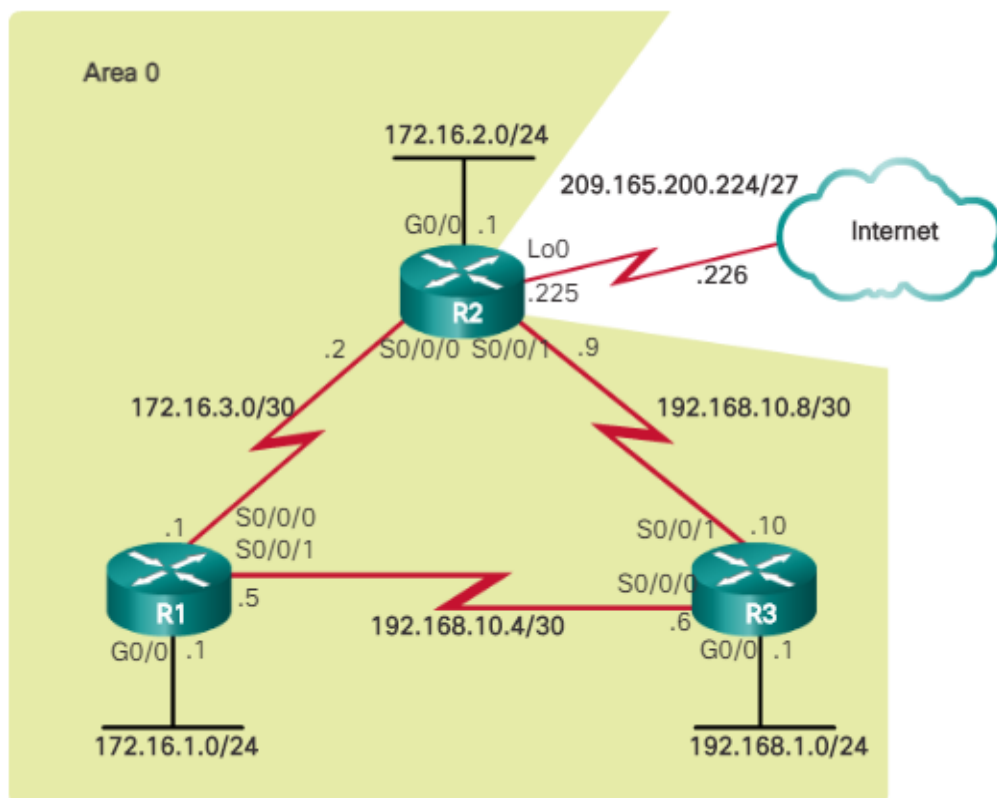 Area 0
172.16.2.0/24
209.165.200.224/27
Internet
G0/0 .1
Lo0
.226
.225
R2
.2 S0/0/0 S0/0/1 .9
172.16.3.0/30
192.168.10.8/30
.1 S0/0/0
S0/0/1
S0/0/1 .10
S0/0/0
R1
.5
192.168.10.4/30
.6
R3
G0/0 .1
G0/0 .1
172.16.1.0/24
192.168.1.0/24